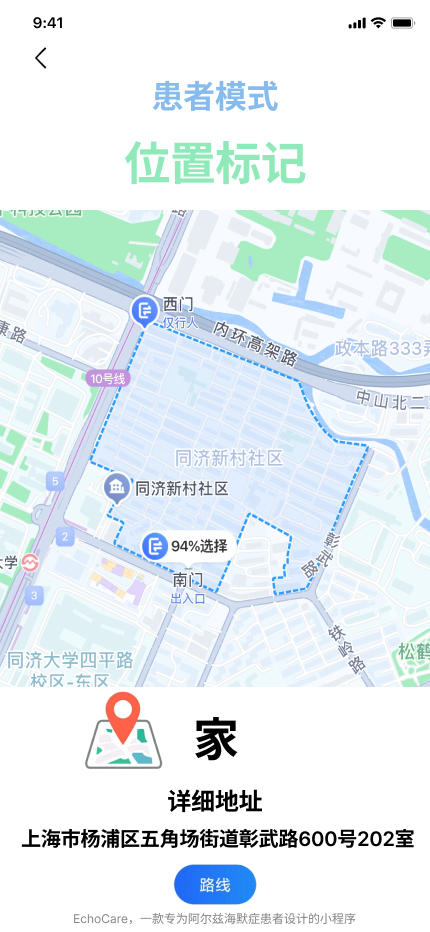 9:41
患者模式
位置标记
西门
仅行人
内环高架路
政本路333弄
康路
10号线
中山北二
同济新村社区
同济新村社区
5
94%选择
2
彰武路
大学
南门
3
出入口
铁岭路
同济大学四平路
校区-东区
松鹤
家
详细地址
上海市杨浦区五角场街道彰武路600号202室
路线
EchoCare，一款专为阿尔兹海默症患者设计的小程序